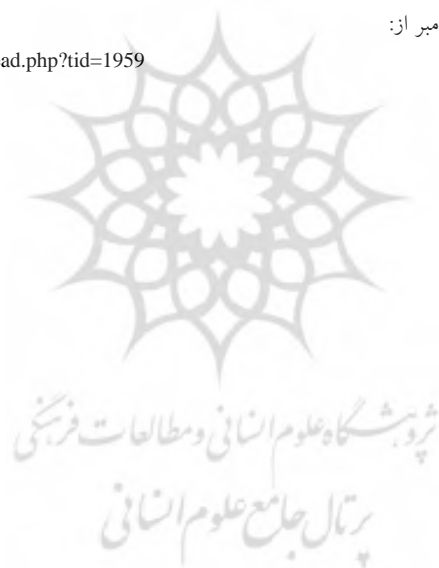 مبر از:
ad.php?tid=1959
پژوهشگاه علوم انسانی و مطالعات فرهنگی
پرتال جامع علوم انسانی